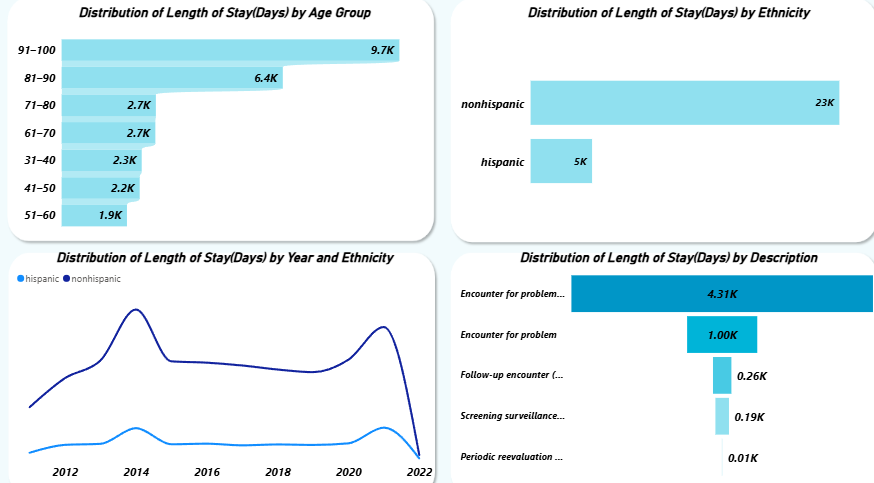 Distribution of Length of Stay(Days) by Age Group
91–100
9.7K
81–90
6.4K
71–80
2.7K
61–70
2.7K
31–40
2.3K
41–50
2.2K
51–60
1.9K
Distribution of Length of Stay(Days) by Ethnicity
nonhispanic
23K
hispanic
5K
Distribution of Length of Stay(Days) by Year and Ethnicity
hispanic nonhispanic
2012 2014 2016 2018 2020 2022
Distribution of Length of Stay(Days) by Description
Encounter for problem...
4.31K
Encounter for problem
1.00K
Follow-up encounter (...
0.26K
Screening surveillance...
0.19K
Periodic reevaluation ...
0.01K